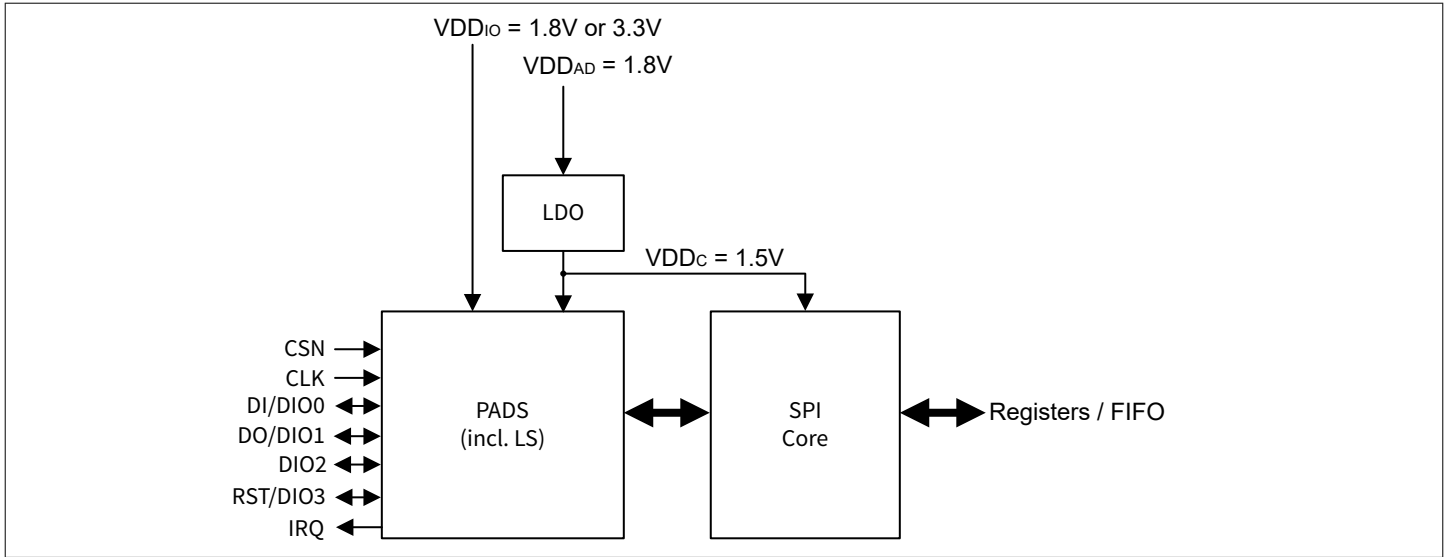 VDDIO = 1.8V or 3.3V
VDDAD = 1.8V
LDO
VDDC = 1.5V
CSN
CLK
DI/DIO0
DO/DIO1
DIO2
RST/DIO3
IRQ
PADS
(incl. LS)
SPI
Core
Registers / FIFO